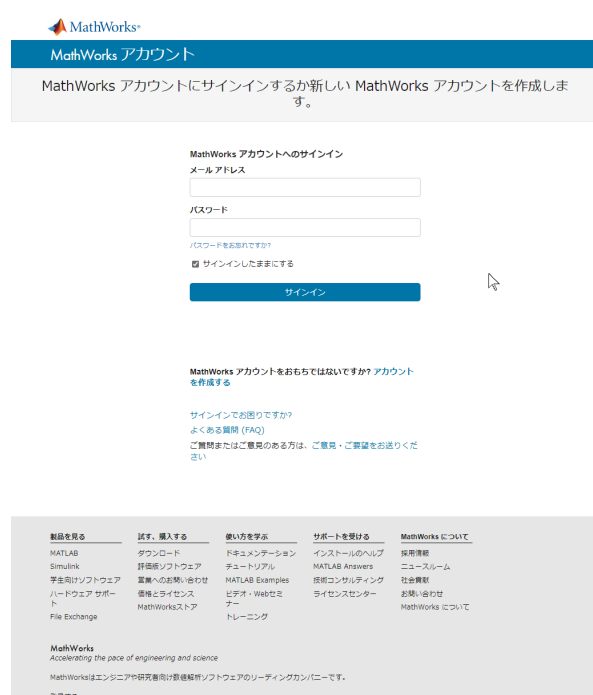 MathWorks®
MathWorks アカウント
MathWorks アカウントにサインインするか新しい MathWorks アカウントを作成しま
す。
MathWorks アカウントへのサインイン
メール アドレス
パスワード
パスワードをお忘れですか?
サインインしたままにする
サインイン
MathWorks アカウントをおもちではないですか? アカウント
を作成する
サインインでお困りですか?
よくある質問 (FAQ)
ご質問またはご意見のある方は、ご意見・ご要望をお送りくだ
さい
製品を見る
MATLAB
Simulink
学生向けソフトウェア
ハードウェア サポー
ト
File Exchange
試す、購入する
ダウンロード
評価版ソフトウェア
営業へのお問い合わせ
価格とライセンス
MathWorksストア
使い方を学ぶ
ドキュメンテーション
チュートリアル
MATLAB Examples
ビデオ・Webセミ
ナー
トレーニング
サポートを受ける
インストールのヘルプ
MATLAB Answers
技術コンサルティング
ライセンスセンター
MathWorks について
採用情報
ニュースルーム
社会貢献
お問い合わせ
MathWorks について
MathWorks
Accelerating the pace of engineering and science
MathWorksはエンジニアや研究者向け数値解析ソフトウェアのリーディングカンパニーです。